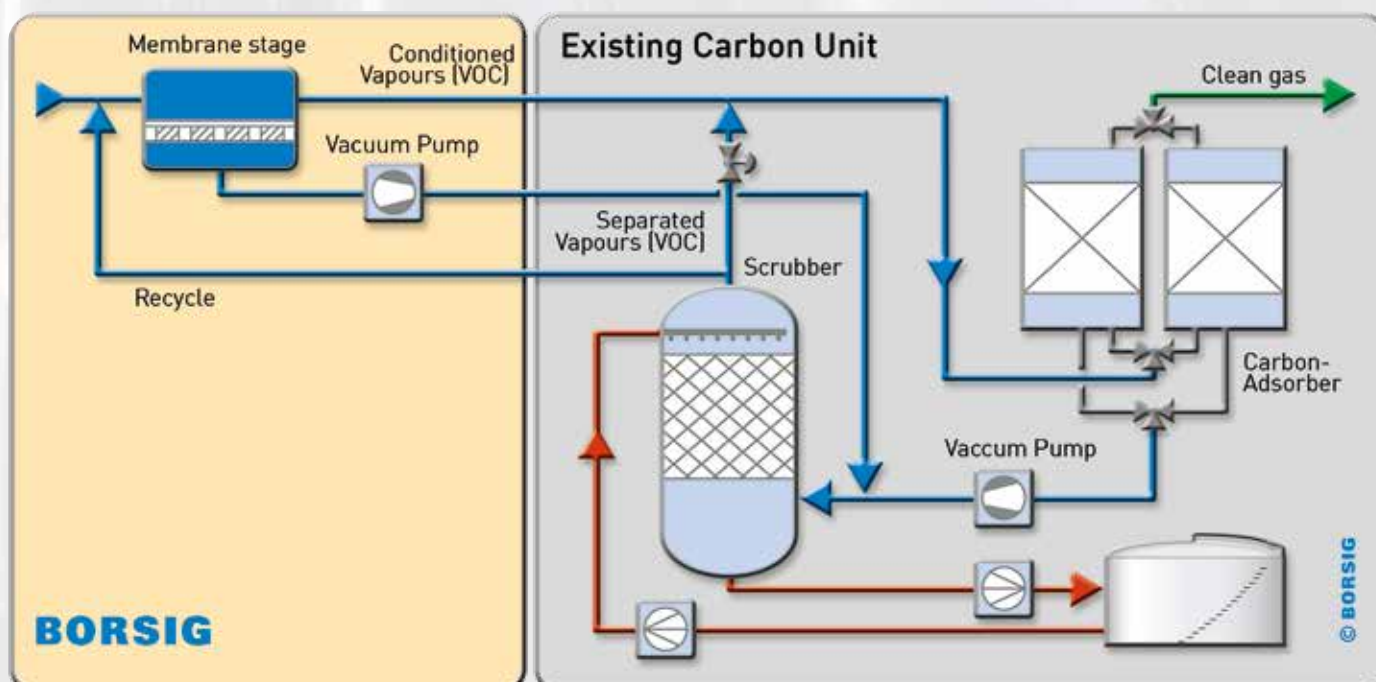 Membrane stage
Conditioned
Vapours (VOC)
Vacuum Pump
Recycle
BORSIG
Existing Carbon Unit
Clean gas
Separated
Vapours (VOC)
Scrubber
Carbon-
Adsorber
Vaccum Pump
© BORSIG